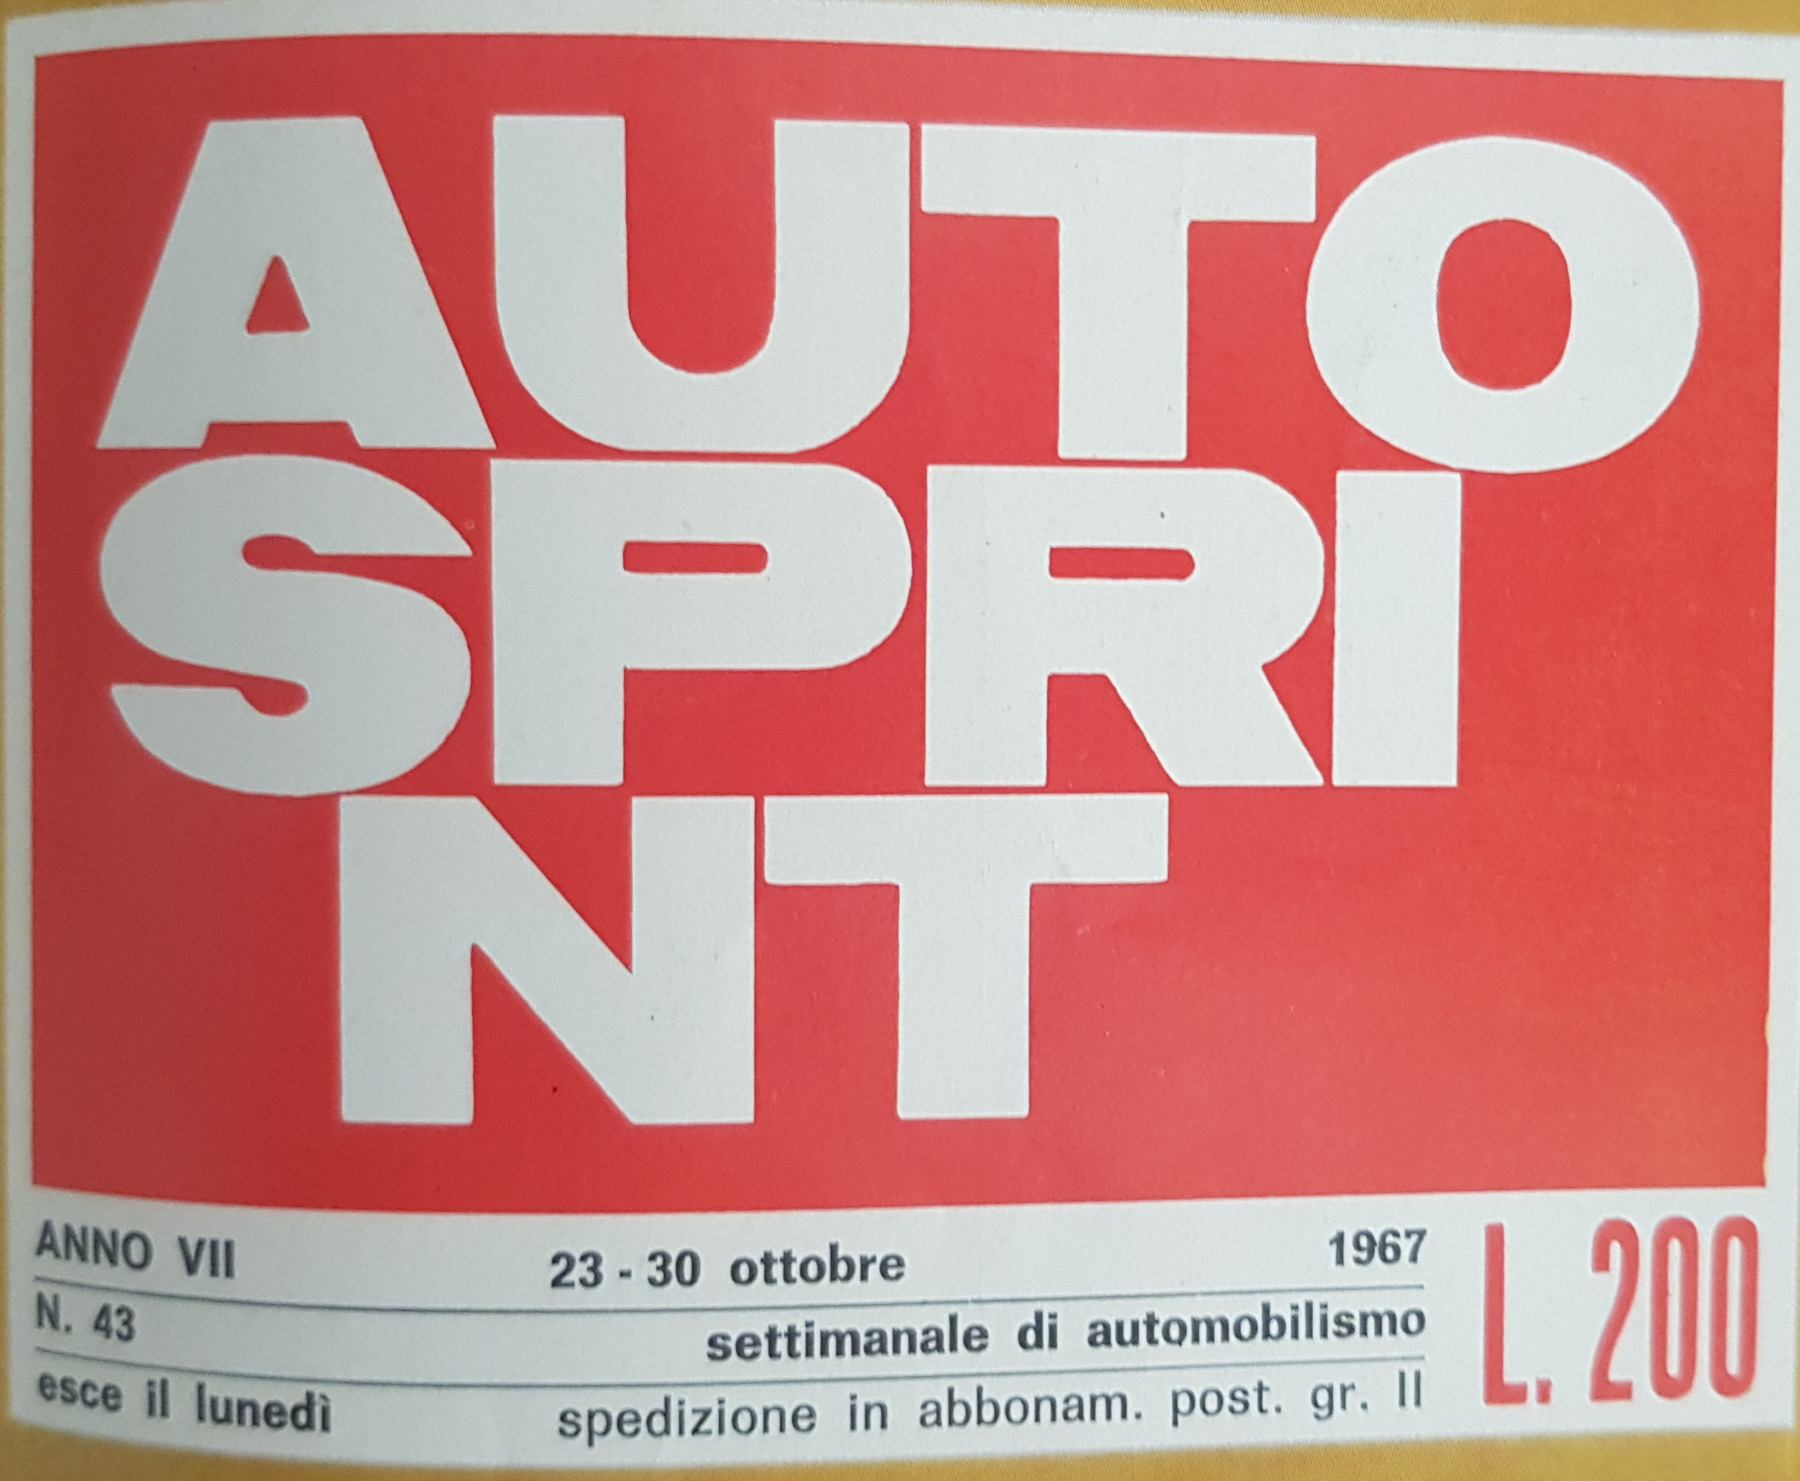 AUTO
SPRI
NT
ANNO VII 23 - 30 ottobre 1967
N. 43 settimanale di automobilismo
esce il lunedì spedizione in abbonam. post. gr. II
L. 200